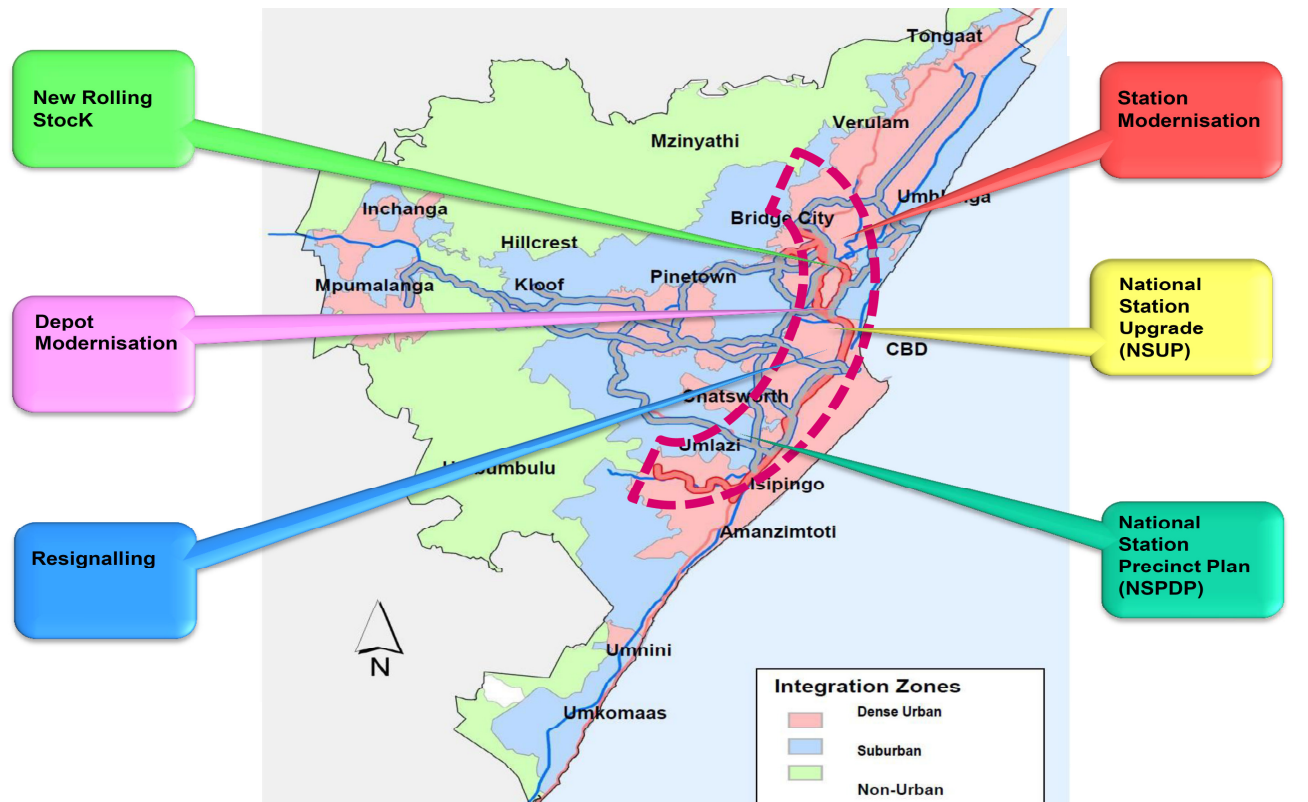 Tongaat
New Rolling
StocK
Station
Modernisation
Verulam
Mzinyathi
Inchanga
Bridge City
Hillcrest
Mpumalanga
Kloof
Pinetown
Depot
Modernisation
National
Station
Upgrade
(NSUP)
CBD
Chatsworth
Umlazi
Isipingo
Amanzimtoti
Resignalling
National
Station
Precinct Plan
(NSPDP)
N
Umnini
Umkomaas
Integration Zones
Dense Urban
Suburban
Non-Urban